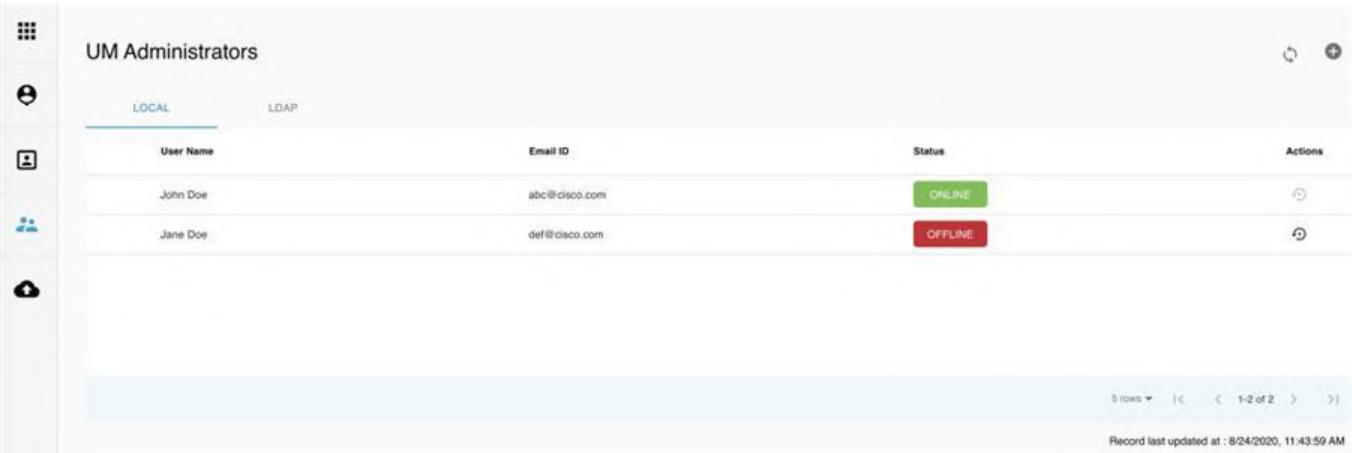 UM Administrators
LOCAL LDAP
User Name Email ID Status Actions
John Doe abc@cisco.com ONLINE
Jane Doe def@cisco.com OFFLINE
5 rows 1-2 of 2
Record last updated at : 8/24/2020, 11:43:59 AM